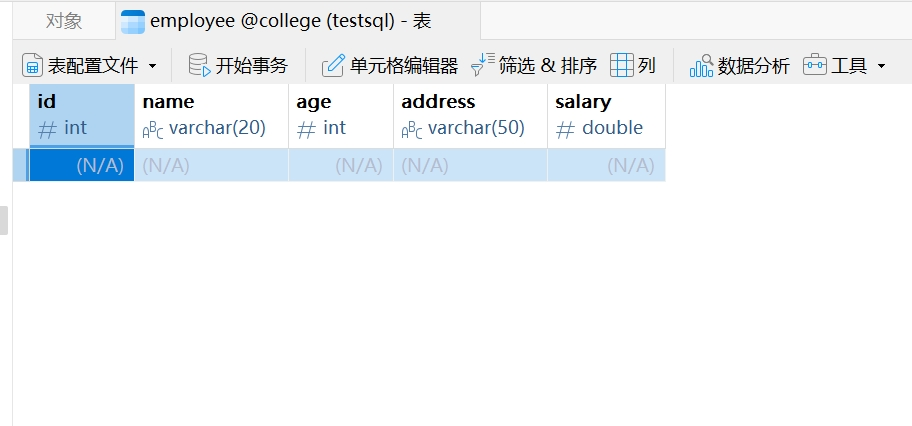 对象 employee @college (testsql) - 表
表配置文件 开始事务 单元格编辑器 筛选 & 排序 列 数据分析 工具
id name age address salary
# int ABC varchar(20) # int ABC varchar(50) # double
(N/A) (N/A) (N/A) (N/A) (N/A)